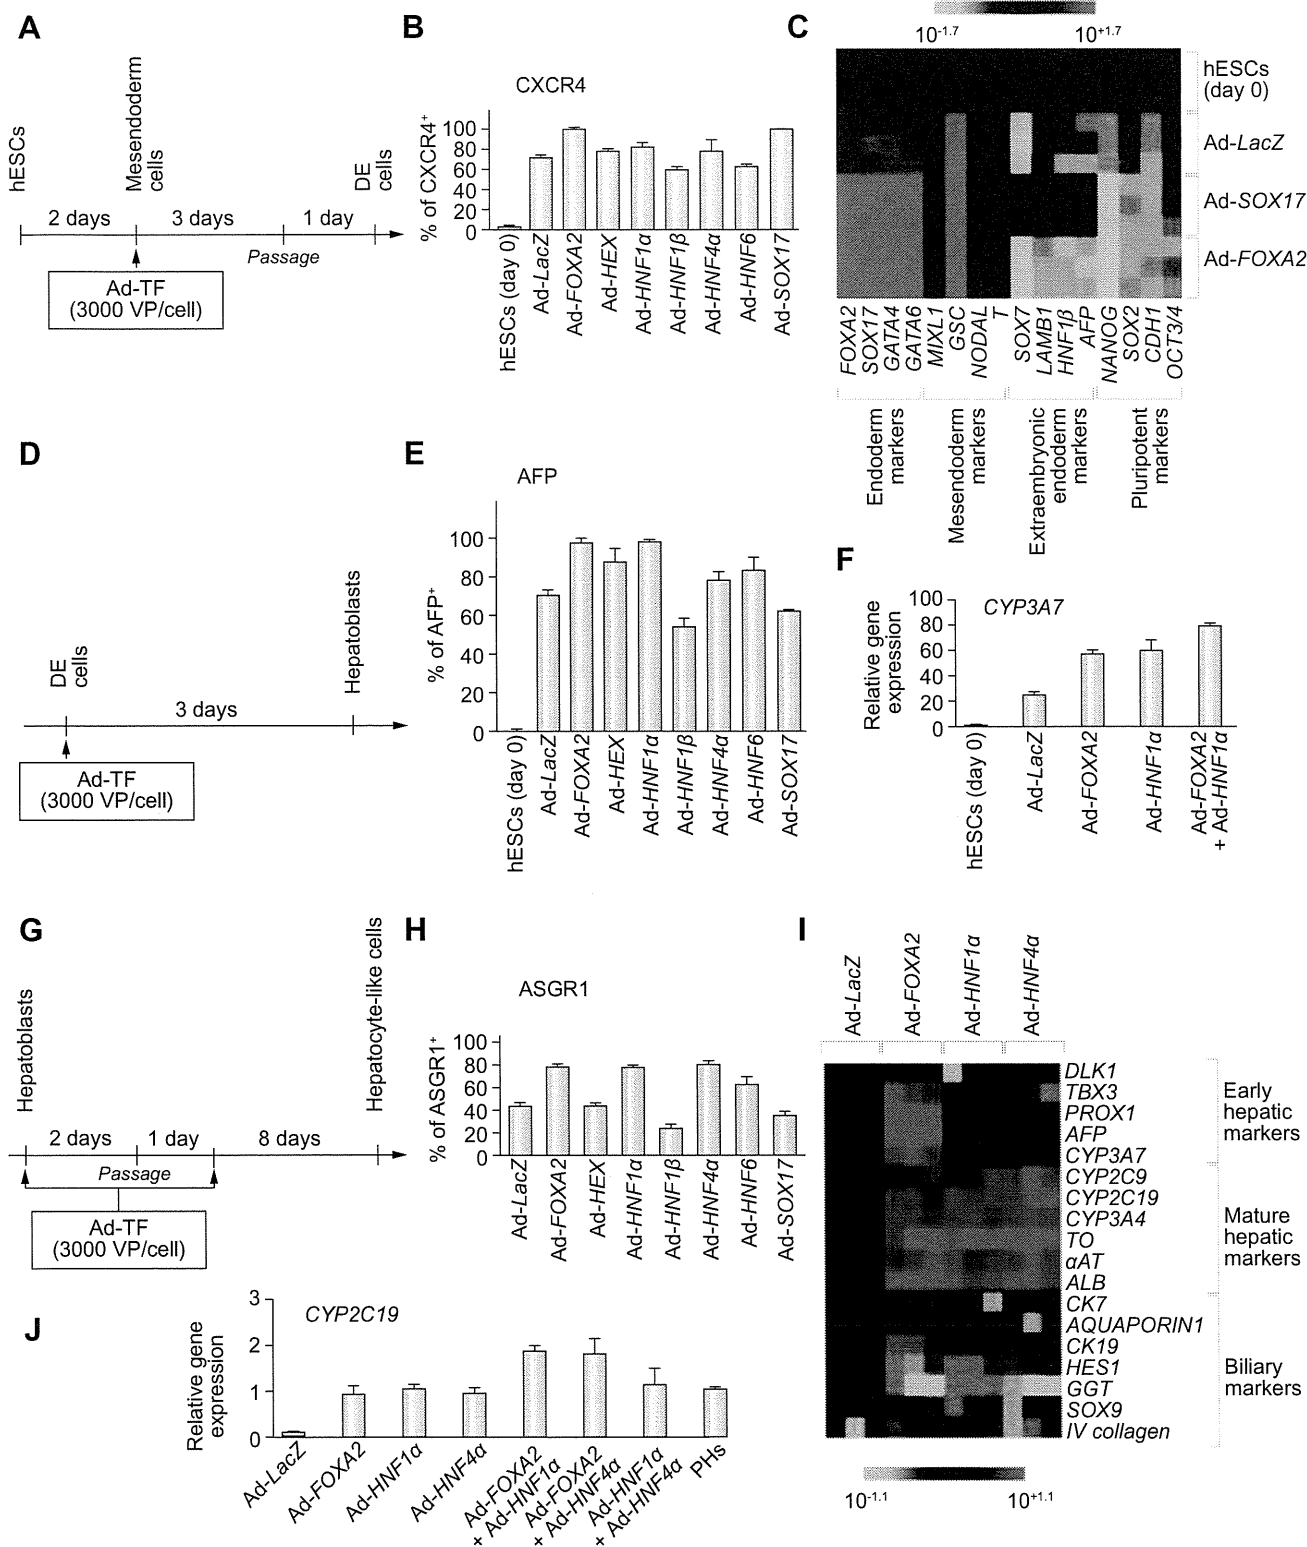 A
hESCs
Mesendoderm
cells
DE
cells
2 days
3 days
1 day
Passage
Ad-TF
(3000 VP/cell)
B
CXCR4
% of CXCR4⁺
100
80
60
40
20
0
hESCs (day 0)
Ad-LacZ
Ad-FOXA2
Ad-HEX
Ad-HNF1α
Ad-HNF1β
Ad-HNF4α
Ad-HNF6
Ad-SOX17
C
10⁻¹·⁷
10⁺¹·⁷
hESCs
(day 0)
Ad-LacZ
Ad-SOX17
Ad-FOXA2
FOXA2
SOX17
GATA4
GATA6
MIXL1
GSC
NODAL
T
SOX7
LAMB1
HNF1β
AFP
NANOG
SOX2
CDH1
OCT3/4
Endoderm
markers
Mesendoderm
markers
Extraembryonic
endoderm
markers
Pluripotent
markers
D
DE
cells
Hepatoblasts
3 days
Ad-TF
(3000 VP/cell)
E
AFP
% of AFP⁺
100
80
60
40
20
0
hESCs (day 0)
Ad-LacZ
Ad-FOXA2
Ad-HEX
Ad-HNF1α
Ad-HNF1β
Ad-HNF4α
Ad-HNF6
Ad-SOX17
F
CYP3A7
Relative gene
expression
100
80
60
40
20
0
hESCs (day 0)
Ad-LacZ
Ad-FOXA2
Ad-HNF1α
Ad-FOXA2
+ Ad-HNF1α
G
Hepatoblasts
Hepatocyte-like cells
2 days
1 day
8 days
Passage
Ad-TF
(3000 VP/cell)
H
ASGR1
% of ASGR1⁺
100
80
60
40
20
0
Ad-LacZ
Ad-FOXA2
Ad-HEX
Ad-HNF1α
Ad-HNF1β
Ad-HNF4α
Ad-HNF6
Ad-SOX17
I
Ad-LacZ
Ad-FOXA2
Ad-HNF1α
Ad-HNF4α
DLK1
TBX3
PROX1
AFP
CYP3A7
CYP2C9
CYP2C19
CYP3A4
TO
αAT
ALB
CK7
AQUAPORIN1
CK19
HES1
GGT
SOX9
IV collagen
Early
hepatic
markers
Mature
hepatic
markers
Biliary
markers
10⁻¹·¹
10⁺¹·¹
J
CYP2C19
Relative gene
expression
3
2
1
0
Ad-LacZ
Ad-FOXA2
Ad-HNF1α
Ad-HNF4α
Ad-FOXA2
+ Ad-HNF1α
Ad-FOXA2
+ Ad-HNF4α
Ad-HNF1α
+ Ad-HNF4α
PHs